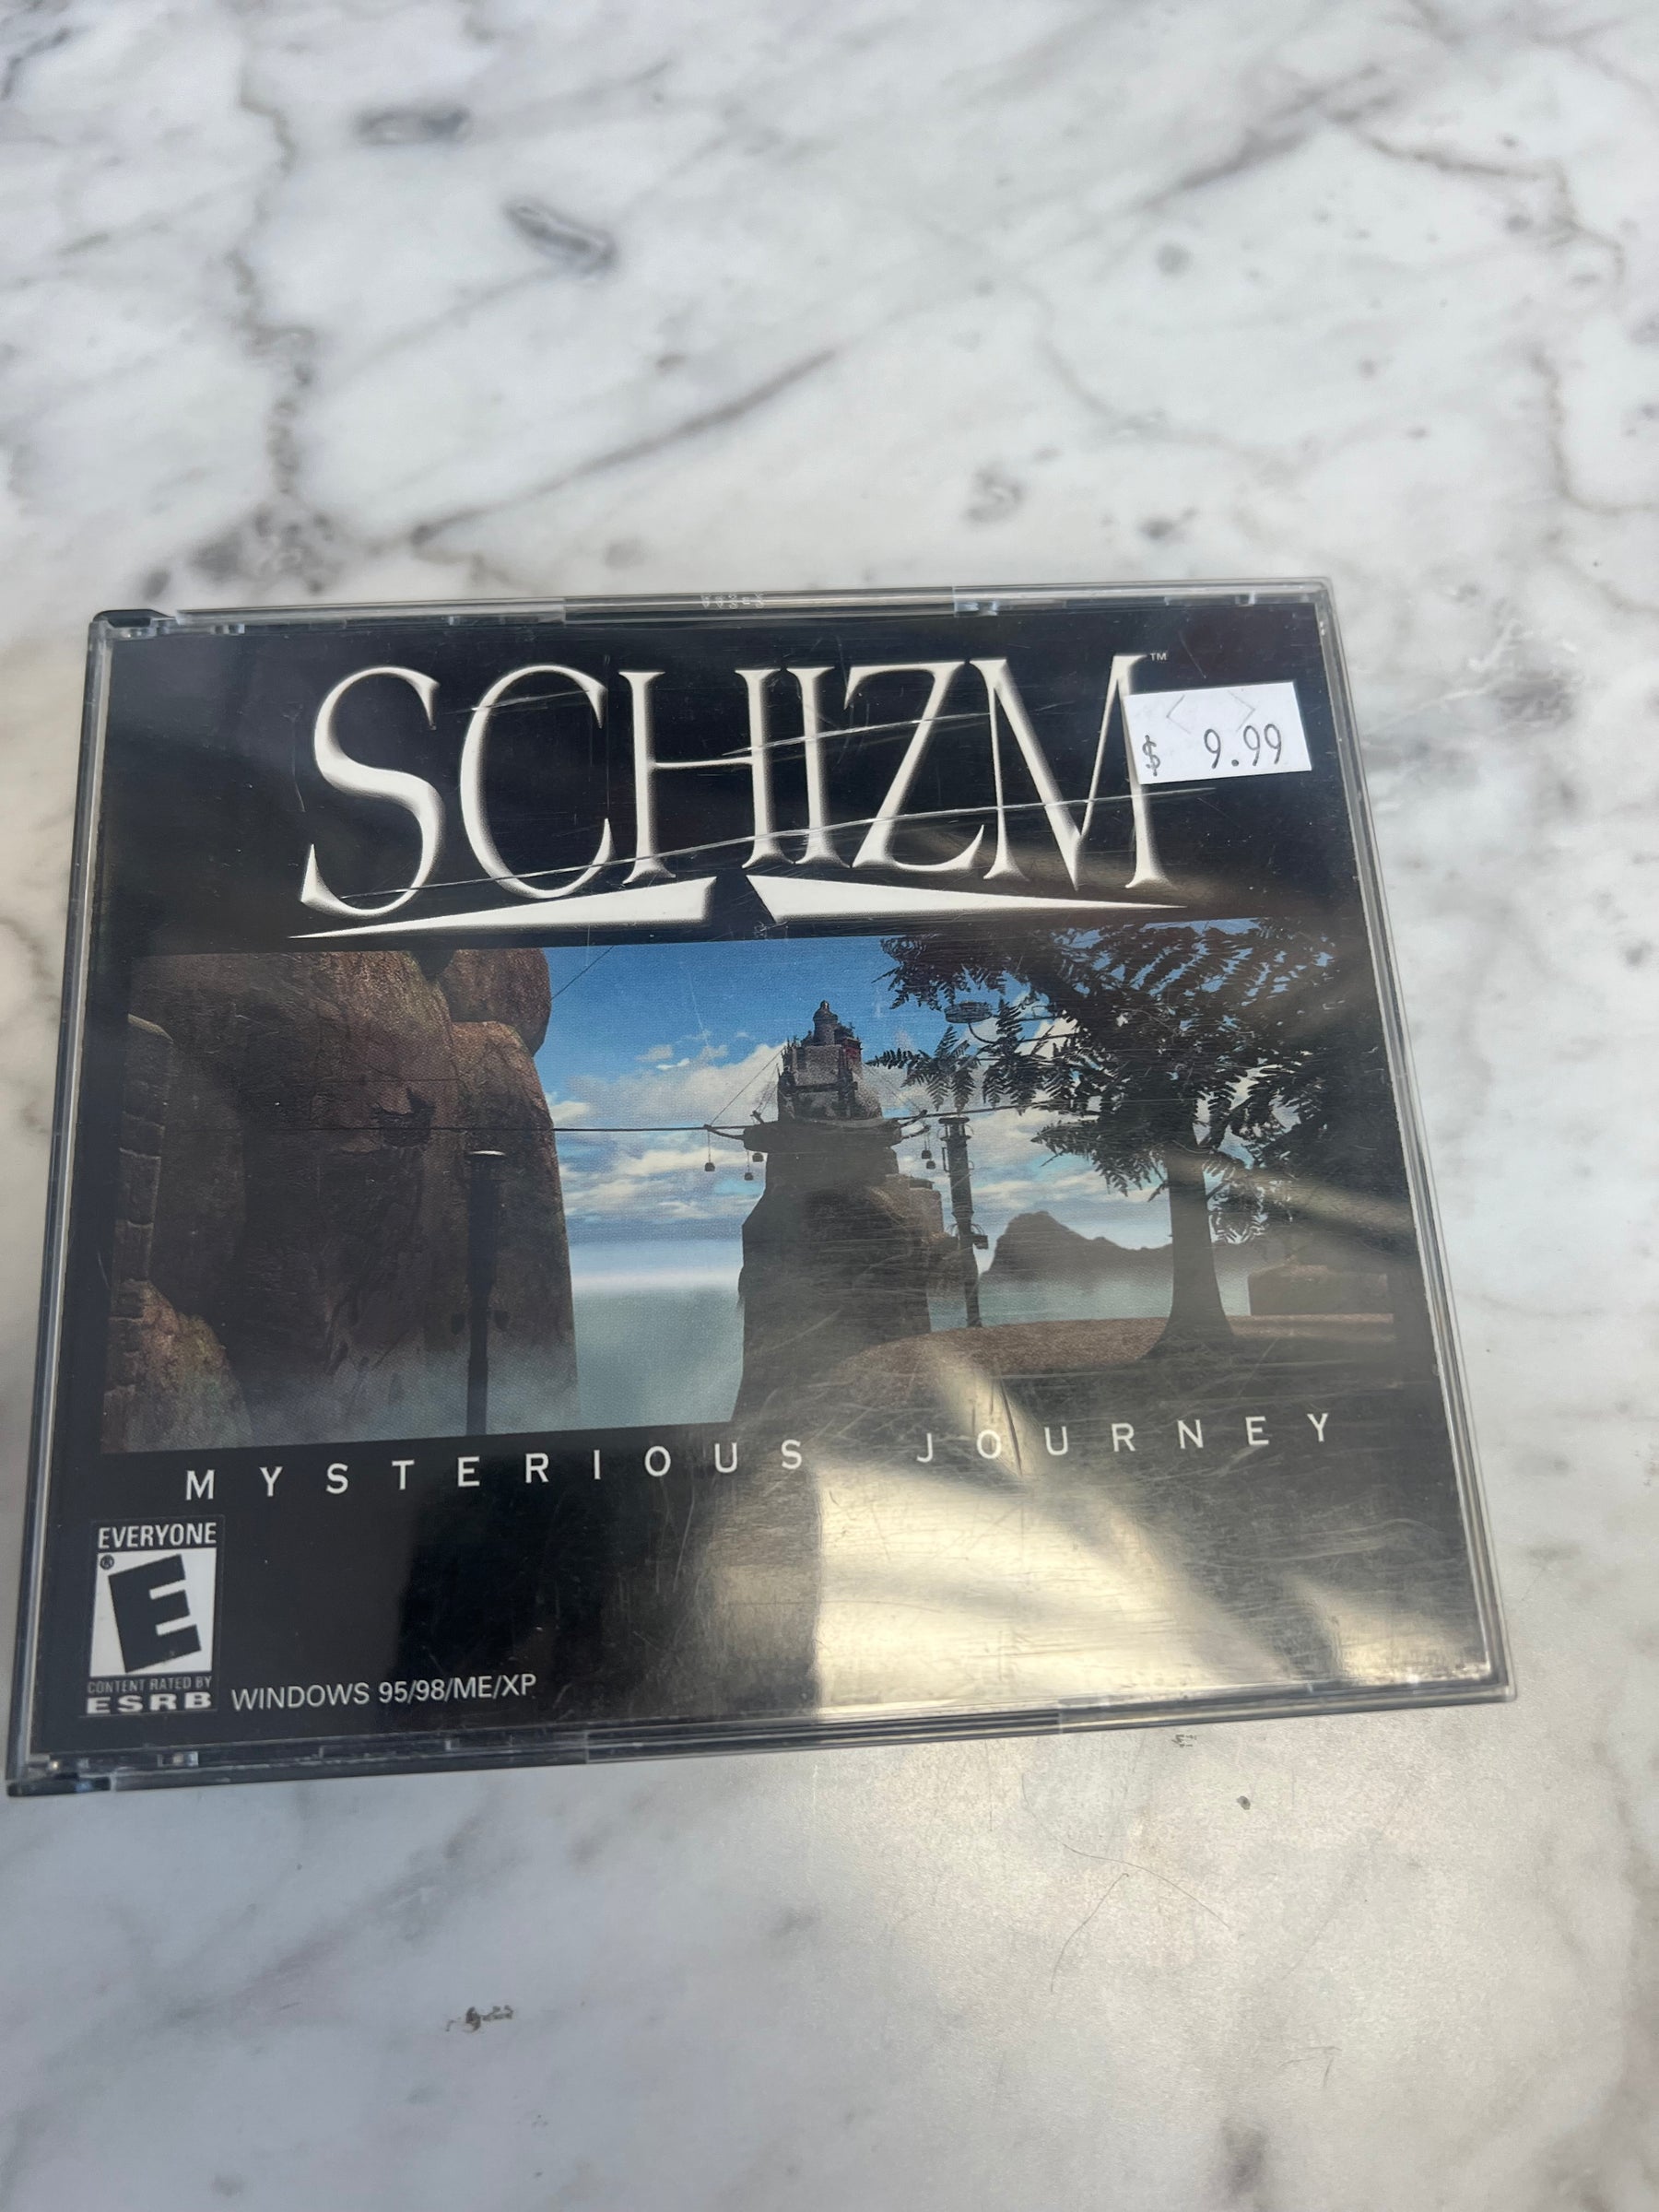 SCHIZM™
$ 9.99
MYSTERIOUS JOURNEY
EVERYONE
E®
CONTENT RATED BY
ESRB
WINDOWS 95/98/ME/XP